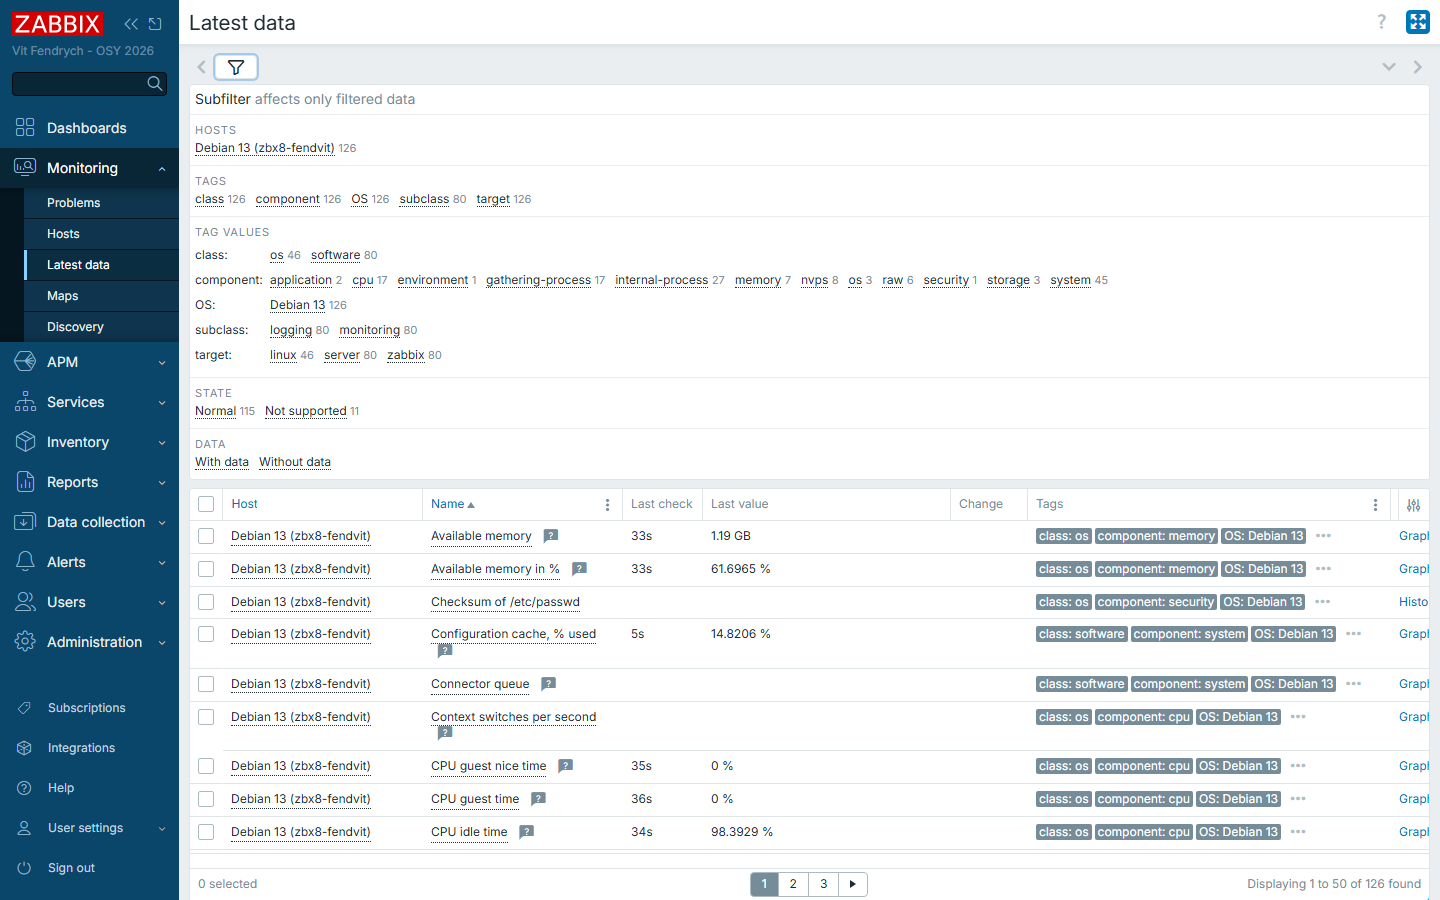 ZABBIX
Vit Fendrych - OSY 2026
Dashboards
Monitoring
Problems
Hosts
Latest data
Maps
Discovery
APM
Services
Inventory
Reports
Data collection
Alerts
Users
Administration
Subscriptions
Integrations
Help
User settings
Sign out
Latest data
?
Subfilter affects only filtered data
HOSTS
Debian 13 (zbx8-fendvit) 126
TAGS
class 126 component 126 OS 126 subclass 80 target 126
TAG VALUES
class: os 46 software 80
component: application 2 cpu 17 environment 1 gathering-process 17 internal-process 27 memory 7 nvps 8 os 3 raw 6 security 1 storage 3 system 45
OS: Debian 13 126
subclass: logging 80 monitoring 80
target: linux 46 server 80 zabbix 80
STATE
Normal 115 Not supported 11
DATA
With data Without data
Host Name Last check Last value Change Tags
Debian 13 (zbx8-fendvit) Available memory ? 33s 1.19 GB class: os component: memory OS: Debian 13 Grap
Debian 13 (zbx8-fendvit) Available memory in % ? 33s 61.6965 % class: os component: memory OS: Debian 13 Grap
Debian 13 (zbx8-fendvit) Checksum of /etc/passwd class: os component: security OS: Debian 13 Histo
Debian 13 (zbx8-fendvit) Configuration cache, % used ? 5s 14.8206 % class: software component: system OS: Debian 13 Grap
Debian 13 (zbx8-fendvit) Connector queue ? class: software component: system OS: Debian 13 Grap
Debian 13 (zbx8-fendvit) Context switches per second ? class: os component: cpu OS: Debian 13 Grap
Debian 13 (zbx8-fendvit) CPU guest nice time ? 35s 0 % class: os component: cpu OS: Debian 13 Grap
Debian 13 (zbx8-fendvit) CPU guest time ? 36s 0 % class: os component: cpu OS: Debian 13 Grap
Debian 13 (zbx8-fendvit) CPU idle time ? 34s 98.3929 % class: os component: cpu OS: Debian 13 Grap
0 selected 1 2 3 Displaying 1 to 50 of 126 found